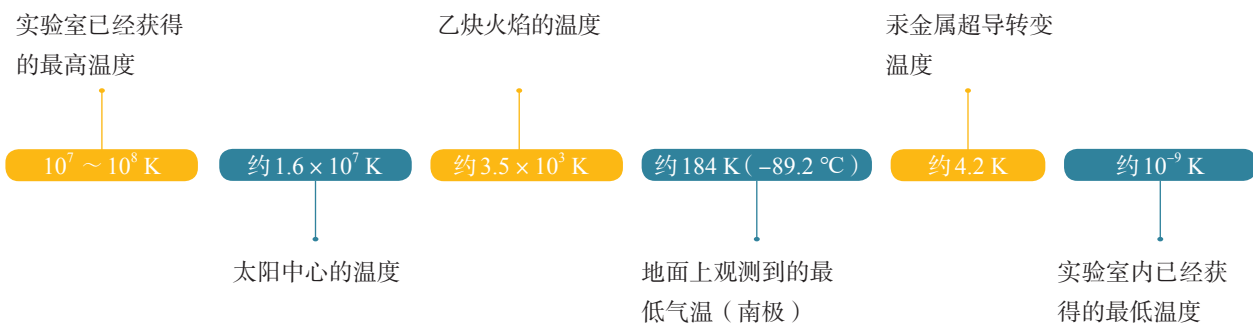 实验室已经获得
的最高温度
乙炔火焰的温度
汞金属超导转变
温度
10⁷ ～ 10⁸ K
约 1.6 × 10⁷ K
约 3.5 × 10³ K
约 184 K（−89.2 ℃）
约 4.2 K
约 10⁻⁹ K
太阳中心的温度
地面上观测到的最
低气温（南极）
实验室内已经获
得的最低温度